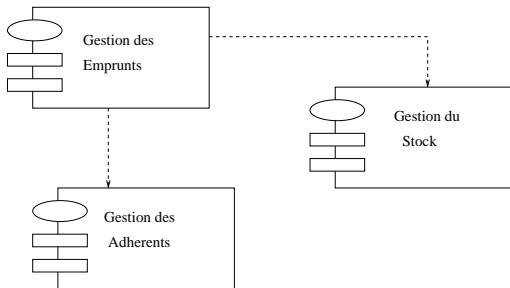 Gestion des
Emprunts
Gestion du
Stock
Gestion des
Adherents